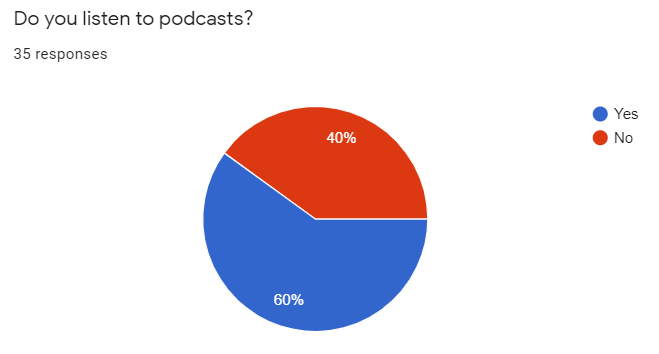 Do you listen to podcasts?
35 responses
Yes
No
40%
60%